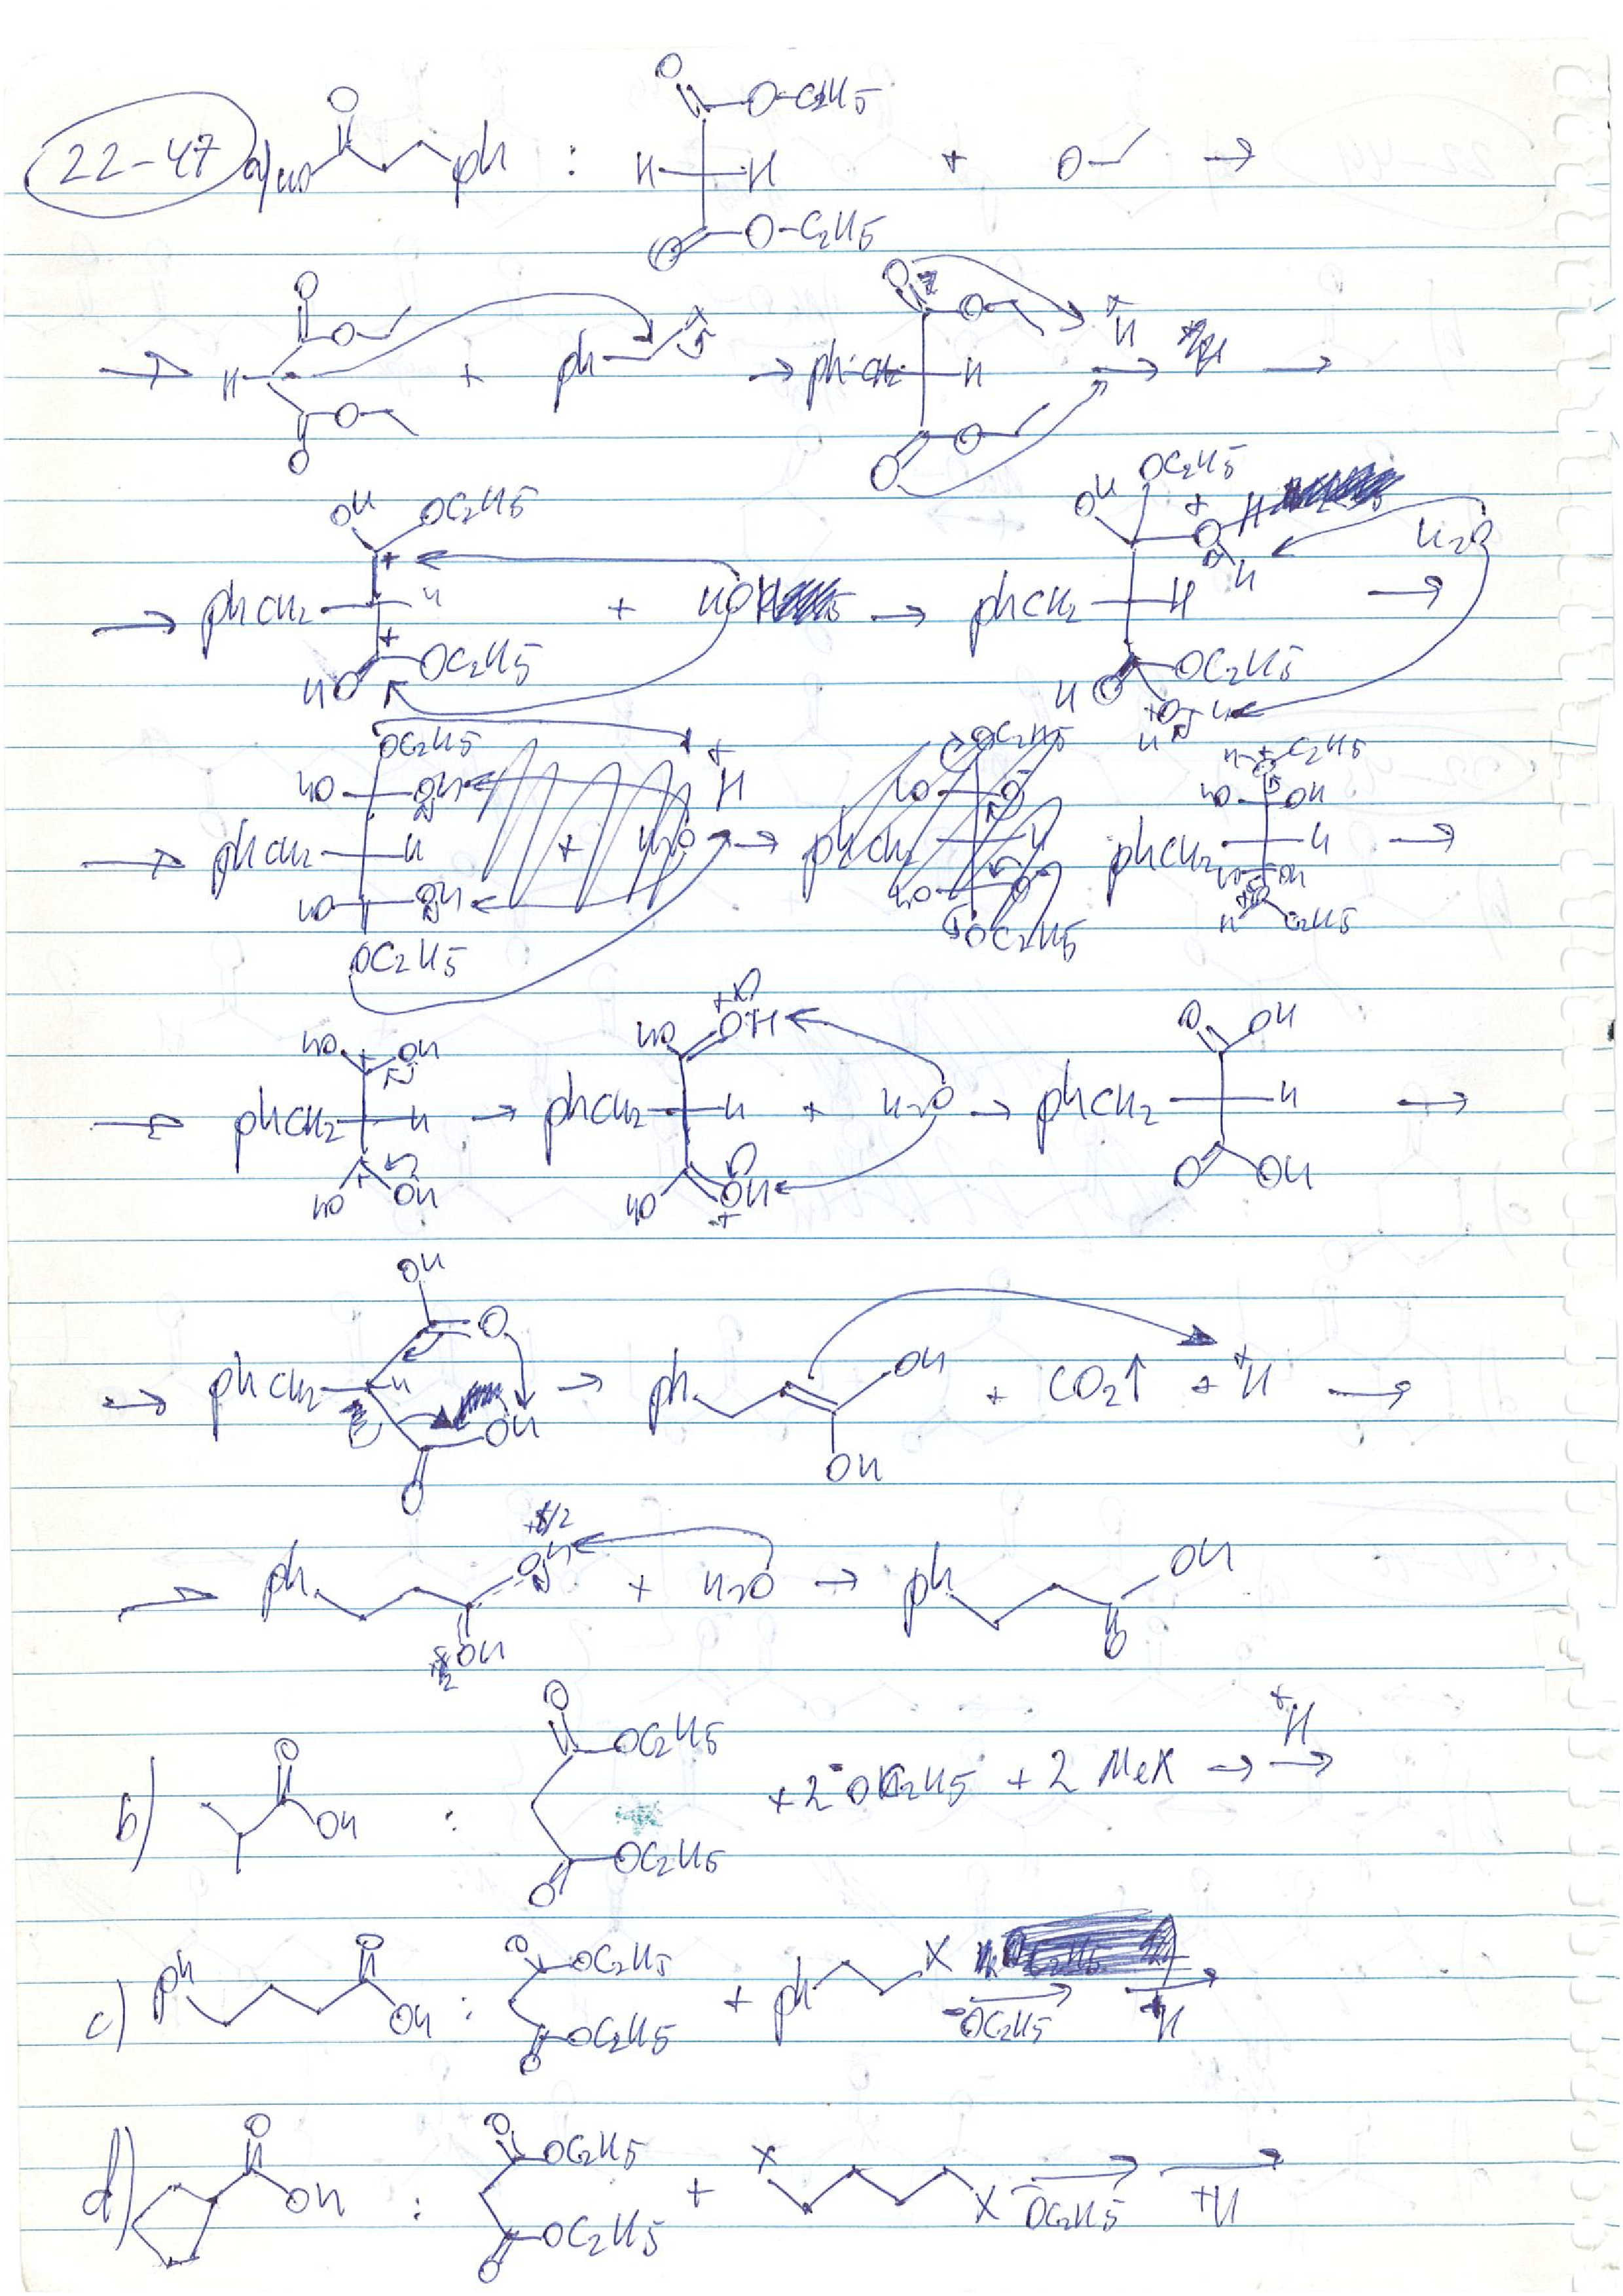 22-47 a) HO O ph : O O-C2H5 H H O O-C2H5 + O- →
→ H O O O O + ph X → ph-CH2 O O H O O +H → →
→ phCH2 OH OC2H5 + H + HO OC2H5 + HOH → phCH2 OH OC2H5 + O H H H HO OC2H5 +O-H H H2O →
→ phCH2 OC2H5 HO OH H HO OH OC2H5 + H2O +H → phCH2 OC2H5 HO O H HO O OC2H5 phCH2 H-O+ C2H5 HO OH H HO OH +O H C2H5 →
→ phCH2 HO + OH H HO + OH → phCH2 HO +OH H HO OH + + H2O → phCH2 O OH H O OH →
→ phCH2 OH O H OH O → ph OH OH + CO2↑ + +H →
→ ph +δ/2 OH +δ/2 OH + H2O → ph OH O
b) O OH : O OC2H5 OC2H5 O + 2 -OC2H5 + 2 MeX → +H →
c) ph O OH : O OC2H5 OC2H5 O + ph X -OC2H5 → +H →
d) O OH : O OC2H5 OC2H5 O + X X -OC2H5 → +H →